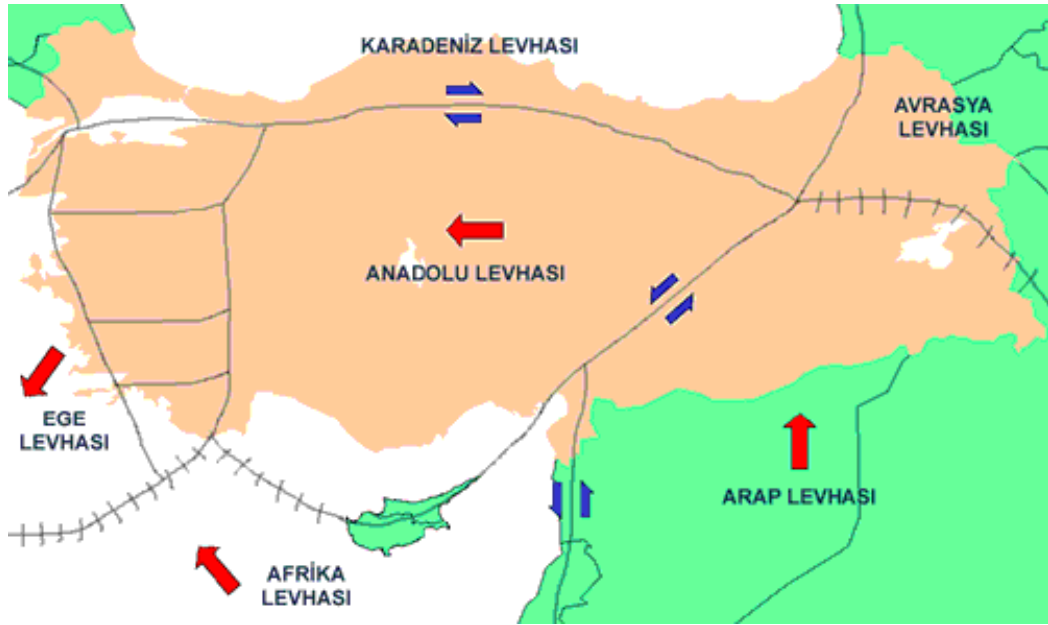 KARADENİZ LEVHASI
AVRASYA
LEVHASI
ANADOLU LEVHASI
EGE
LEVHASI
ARAP LEVHASI
AFRİKA
LEVHASI